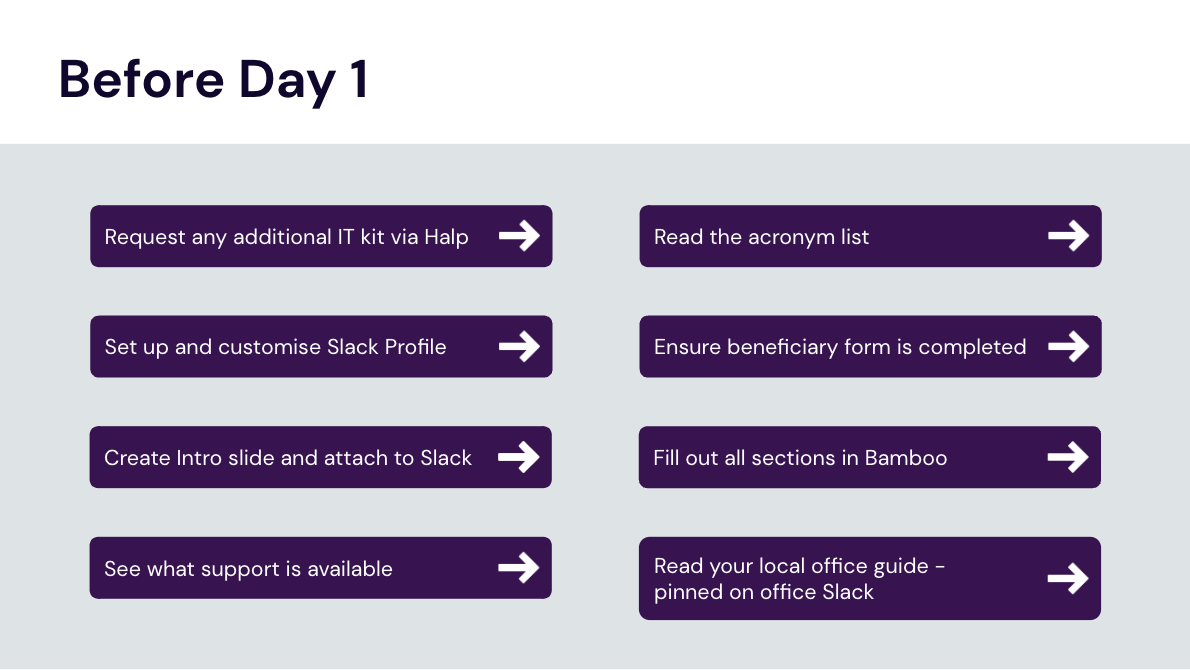 Before Day 1
Request any additional IT kit via Halp
Set up and customise Slack Profile
Create Intro slide and attach to Slack
See what support is available
Read the acronym list
Ensure beneficiary form is completed
Fill out all sections in Bamboo
Read your local office guide -
pinned on office Slack